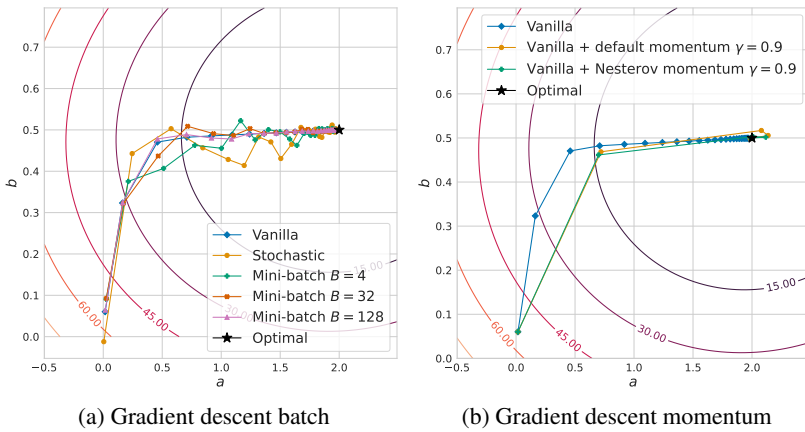 0.7
0.6
0.5
0.4
0.3
0.2
0.1
0.0
b
−0.5
0.0
0.5
1.0
1.5
2.0
a
60.00
45.00
30.00
15.00
Vanilla
Stochastic
Mini-batch B = 4
Mini-batch B = 32
Mini-batch B = 128
Optimal
(a) Gradient descent batch
0.7
0.6
0.5
0.4
0.3
0.2
0.1
0.0
b
−0.5
0.0
0.5
1.0
1.5
2.0
a
60.00
45.00
30.00
15.00
Vanilla
Vanilla + default momentum γ = 0.9
Vanilla + Nesterov momentum γ = 0.9
Optimal
(b) Gradient descent momentum